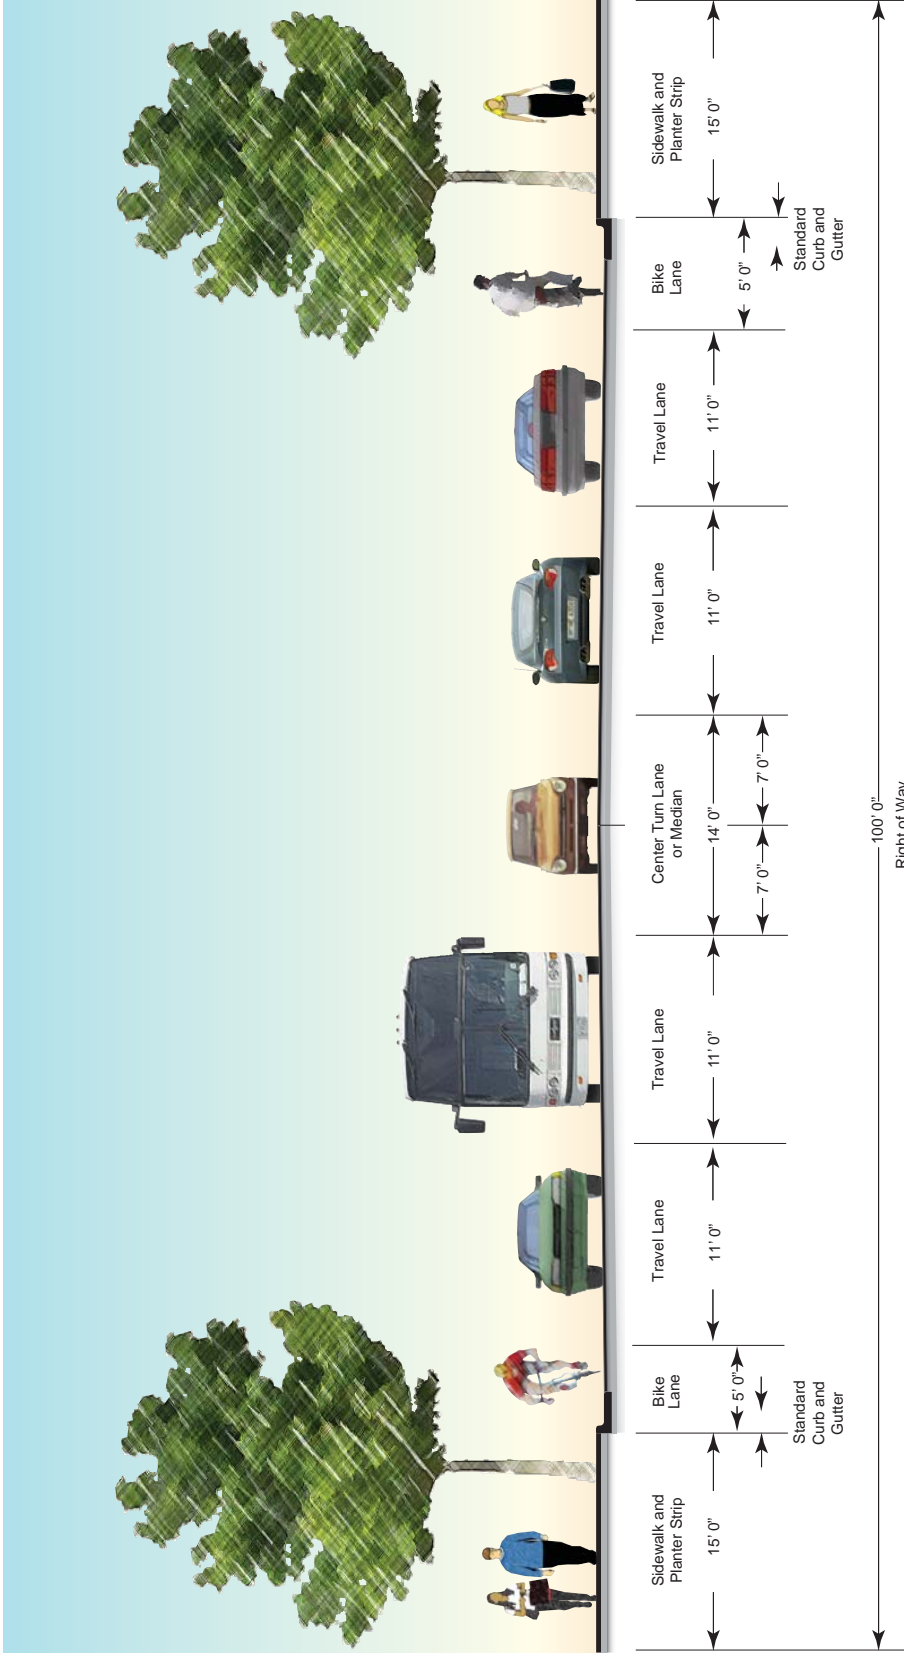 Sidewalk and
Planter Strip
15' 0"
Bike
Lane
5' 0"
Standard
Curb and
Gutter
Travel Lane
11' 0"
Travel Lane
11' 0"
Center Turn Lane
or Median
14' 0"
7' 0"
7' 0"
Travel Lane
11' 0"
Travel Lane
11' 0"
Bike
Lane
5' 0"
Standard
Curb and
Gutter
Sidewalk and
Planter Strip
15' 0"
100' 0"
Right of Way